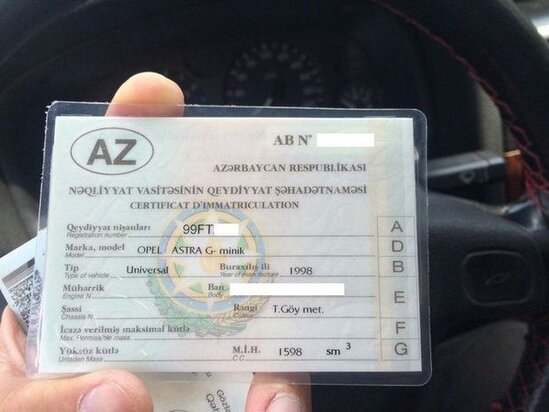 AZ
AB N°
AZƏRBAYCAN RESPUBLİKASI
NƏQLİYYAT VASİTƏSİNİN QEYDİYYAT ŞƏHADƏTNAMƏSİ
CERTIFICAT D'IMMATRICULATION
Qeydiyyat nişanları 99FT A
Registration number
Marka, model OPEL ASTRA G- minik D
Model
Tip Universal Buraxılış ili 1998 B
Type of vehicle Year of manufacture
Mühərrik Ban E
Engine N Body
Şassi Rəngi T.Göy met.
Chassis N Colour
İcazə verilmiş maksimal kütlə F
Max. Permissible mass
Yüksüz kütlə M.İ.H. 1598 sm 3 G
Unladen Mass C.C.